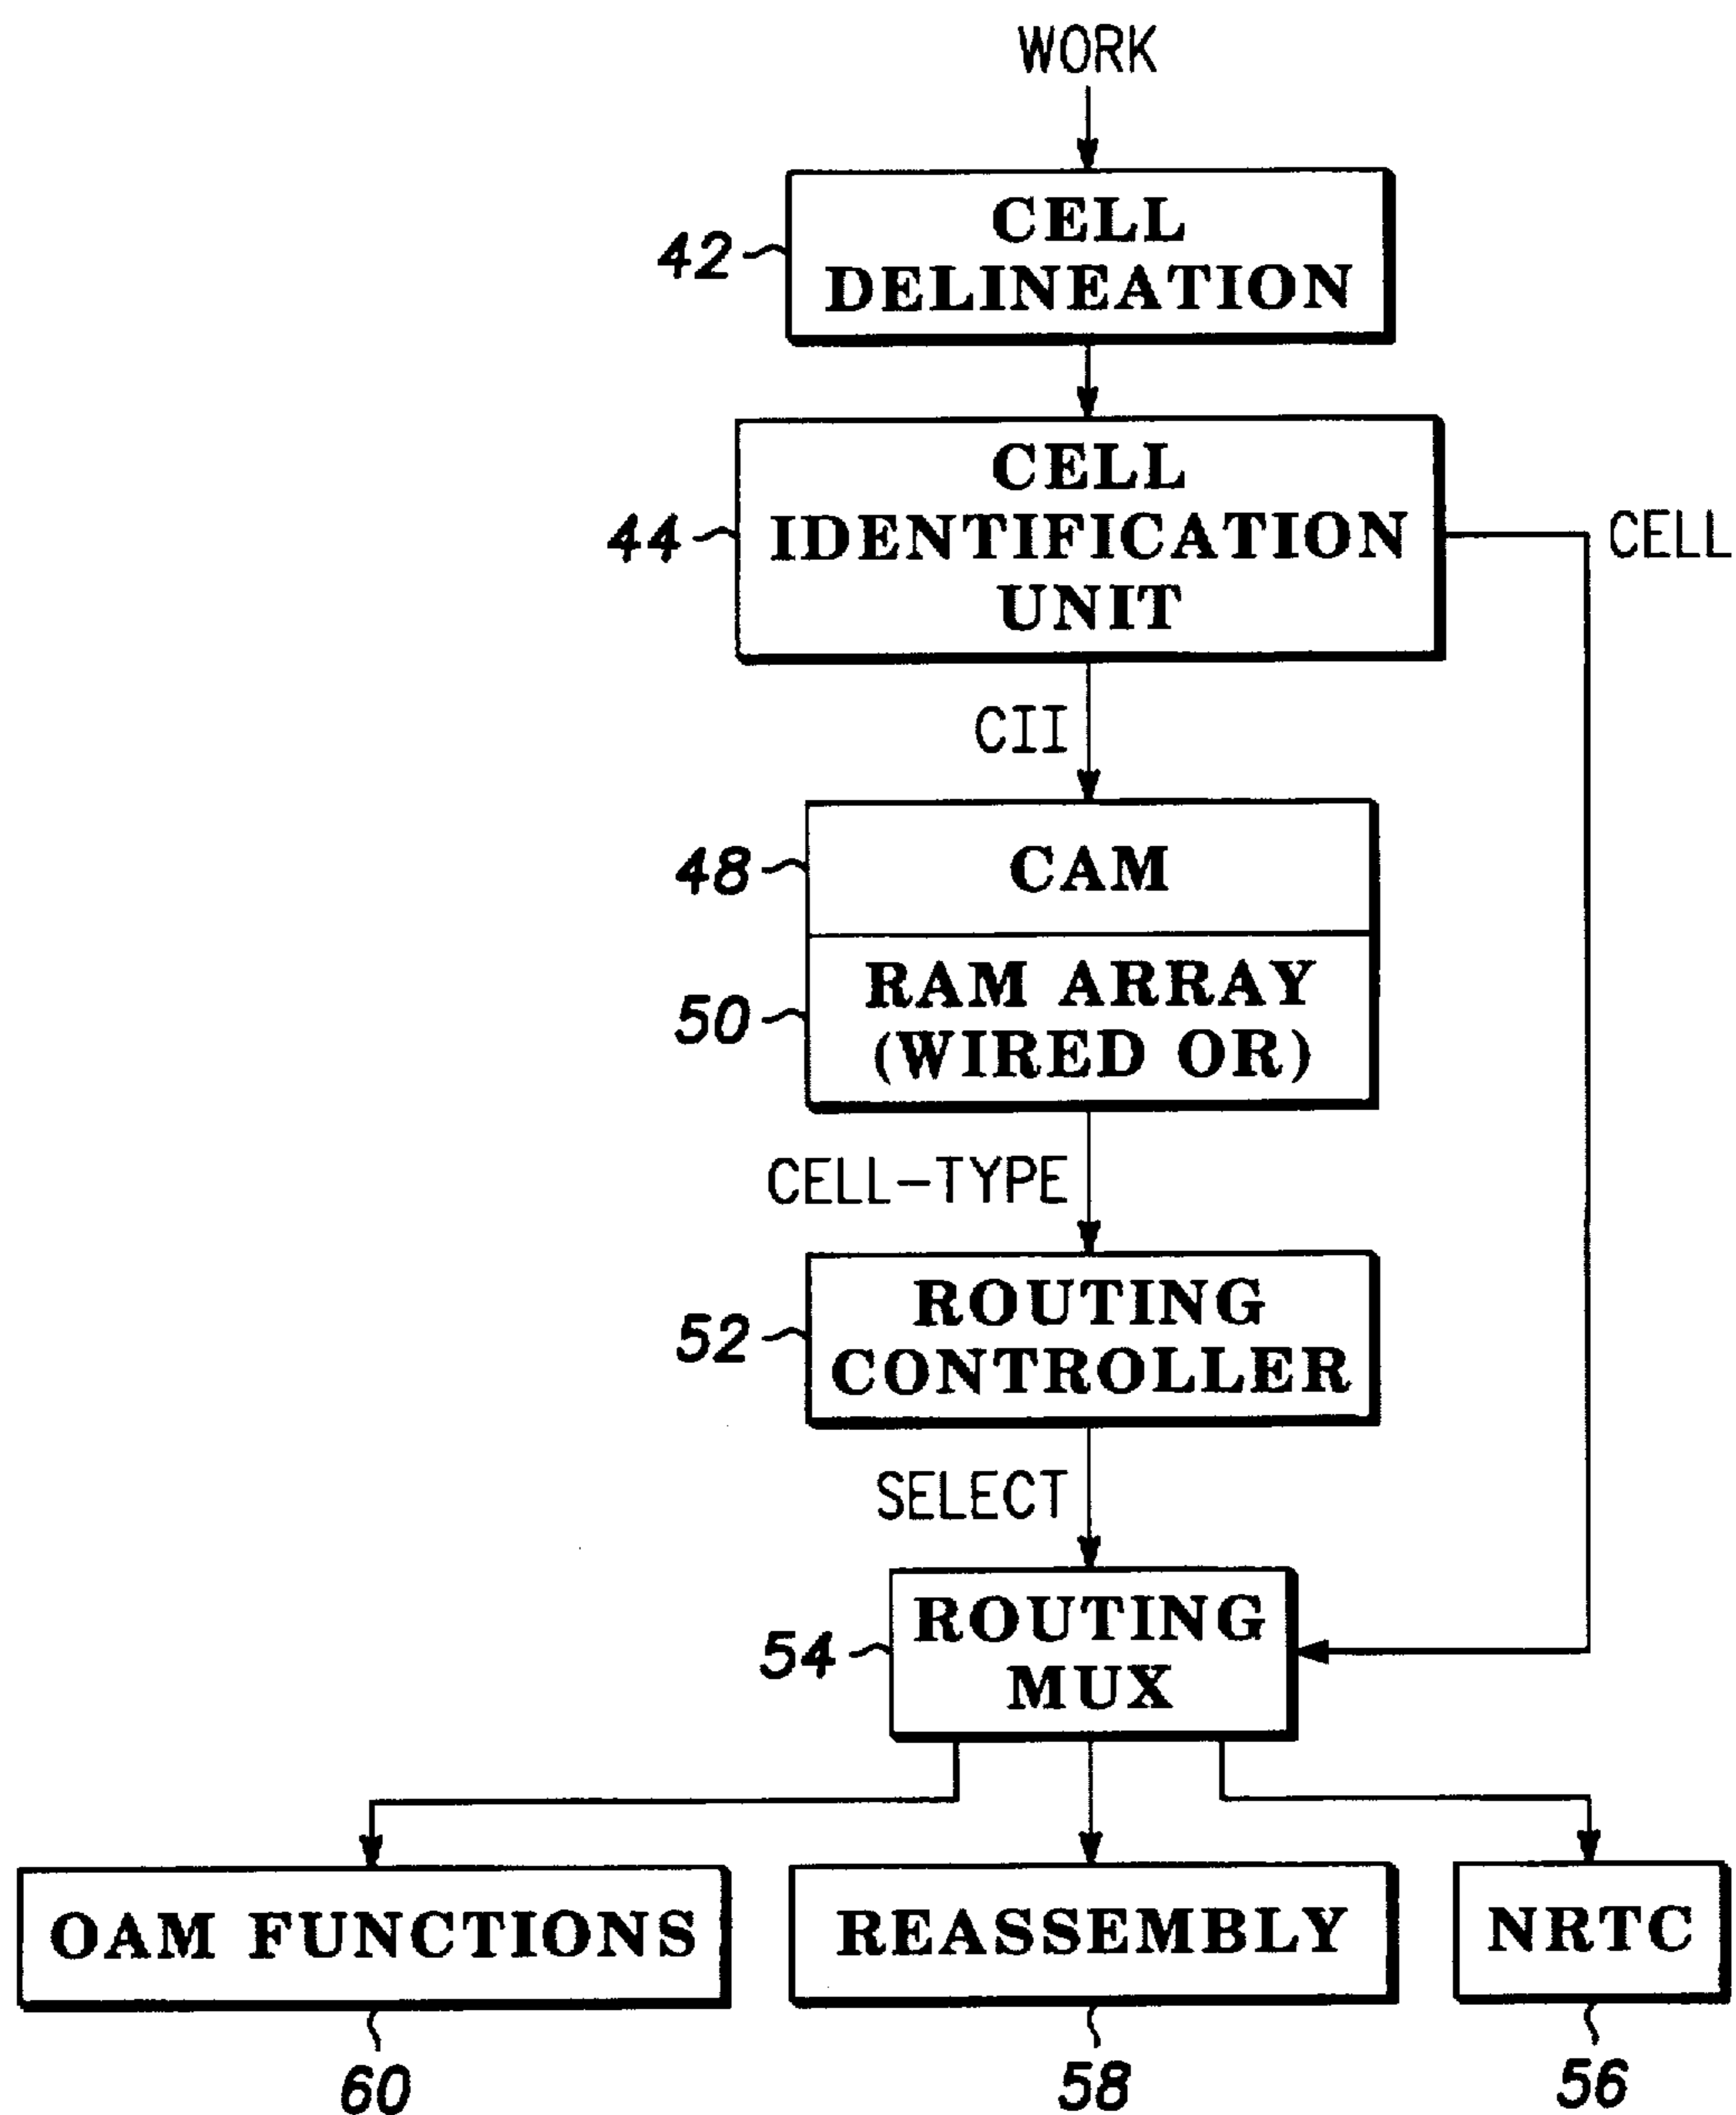 WORK
CELL
DELINEATION
42
CELL
IDENTIFICATION
UNIT
44
CELL
CII
CAM
48
RAM ARRAY
(WIRED OR)
50
CELL-TYPE
ROUTING
CONTROLLER
52
SELECT
ROUTING
MUX
54
OAM FUNCTIONS
REASSEMBLY
NRTC
60
58
56